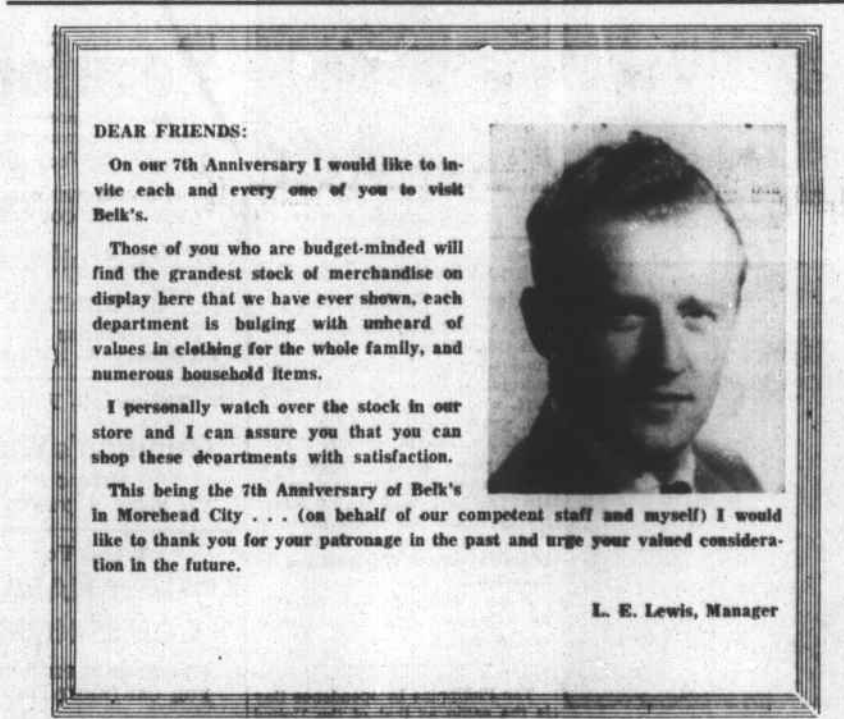 DEAR FRIENDS:
On our 7th Anniversary I would like to in-
vite each and every one of you to visit
Belk's.
Those of you who are budget-minded will
find the grandest stock of merchandise on
display here that we have ever shown, each
department is bulging with unheard of
values in clothing for the whole family, and
numerous household items.
I personally watch over the stock in our
store and I can assure you that you can
shop these departments with satisfaction.
This being the 7th Anniversary of Belk's
in Morehead City . . . (on behalf of our competent staff and myself) I would
like to thank you for your patronage in the past and urge your valued considera-
tion in the future.
L. E. Lewis, Manager